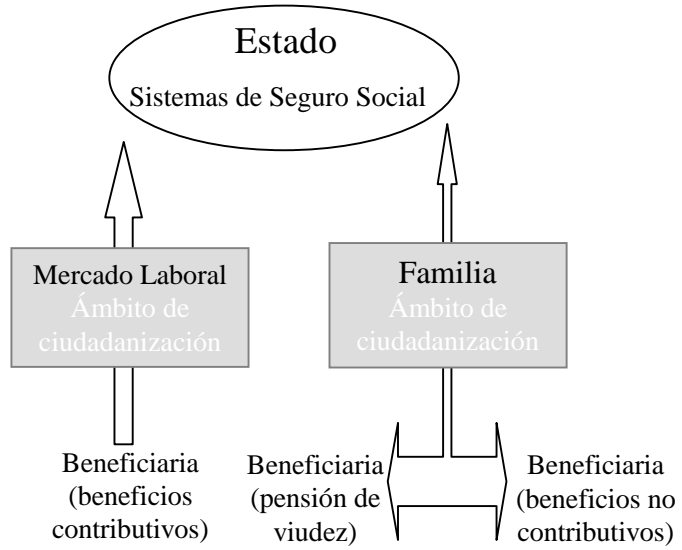 Estado
Sistemas de Seguro Social
Mercado Laboral
Ámbito de
ciudadanización
Familia
Ámbito de
ciudadanización
Beneficiaria
(beneficios
contributivos)
Beneficiaria
(pensión de
viudez)
Beneficiaria
(beneficios no
contributivos)